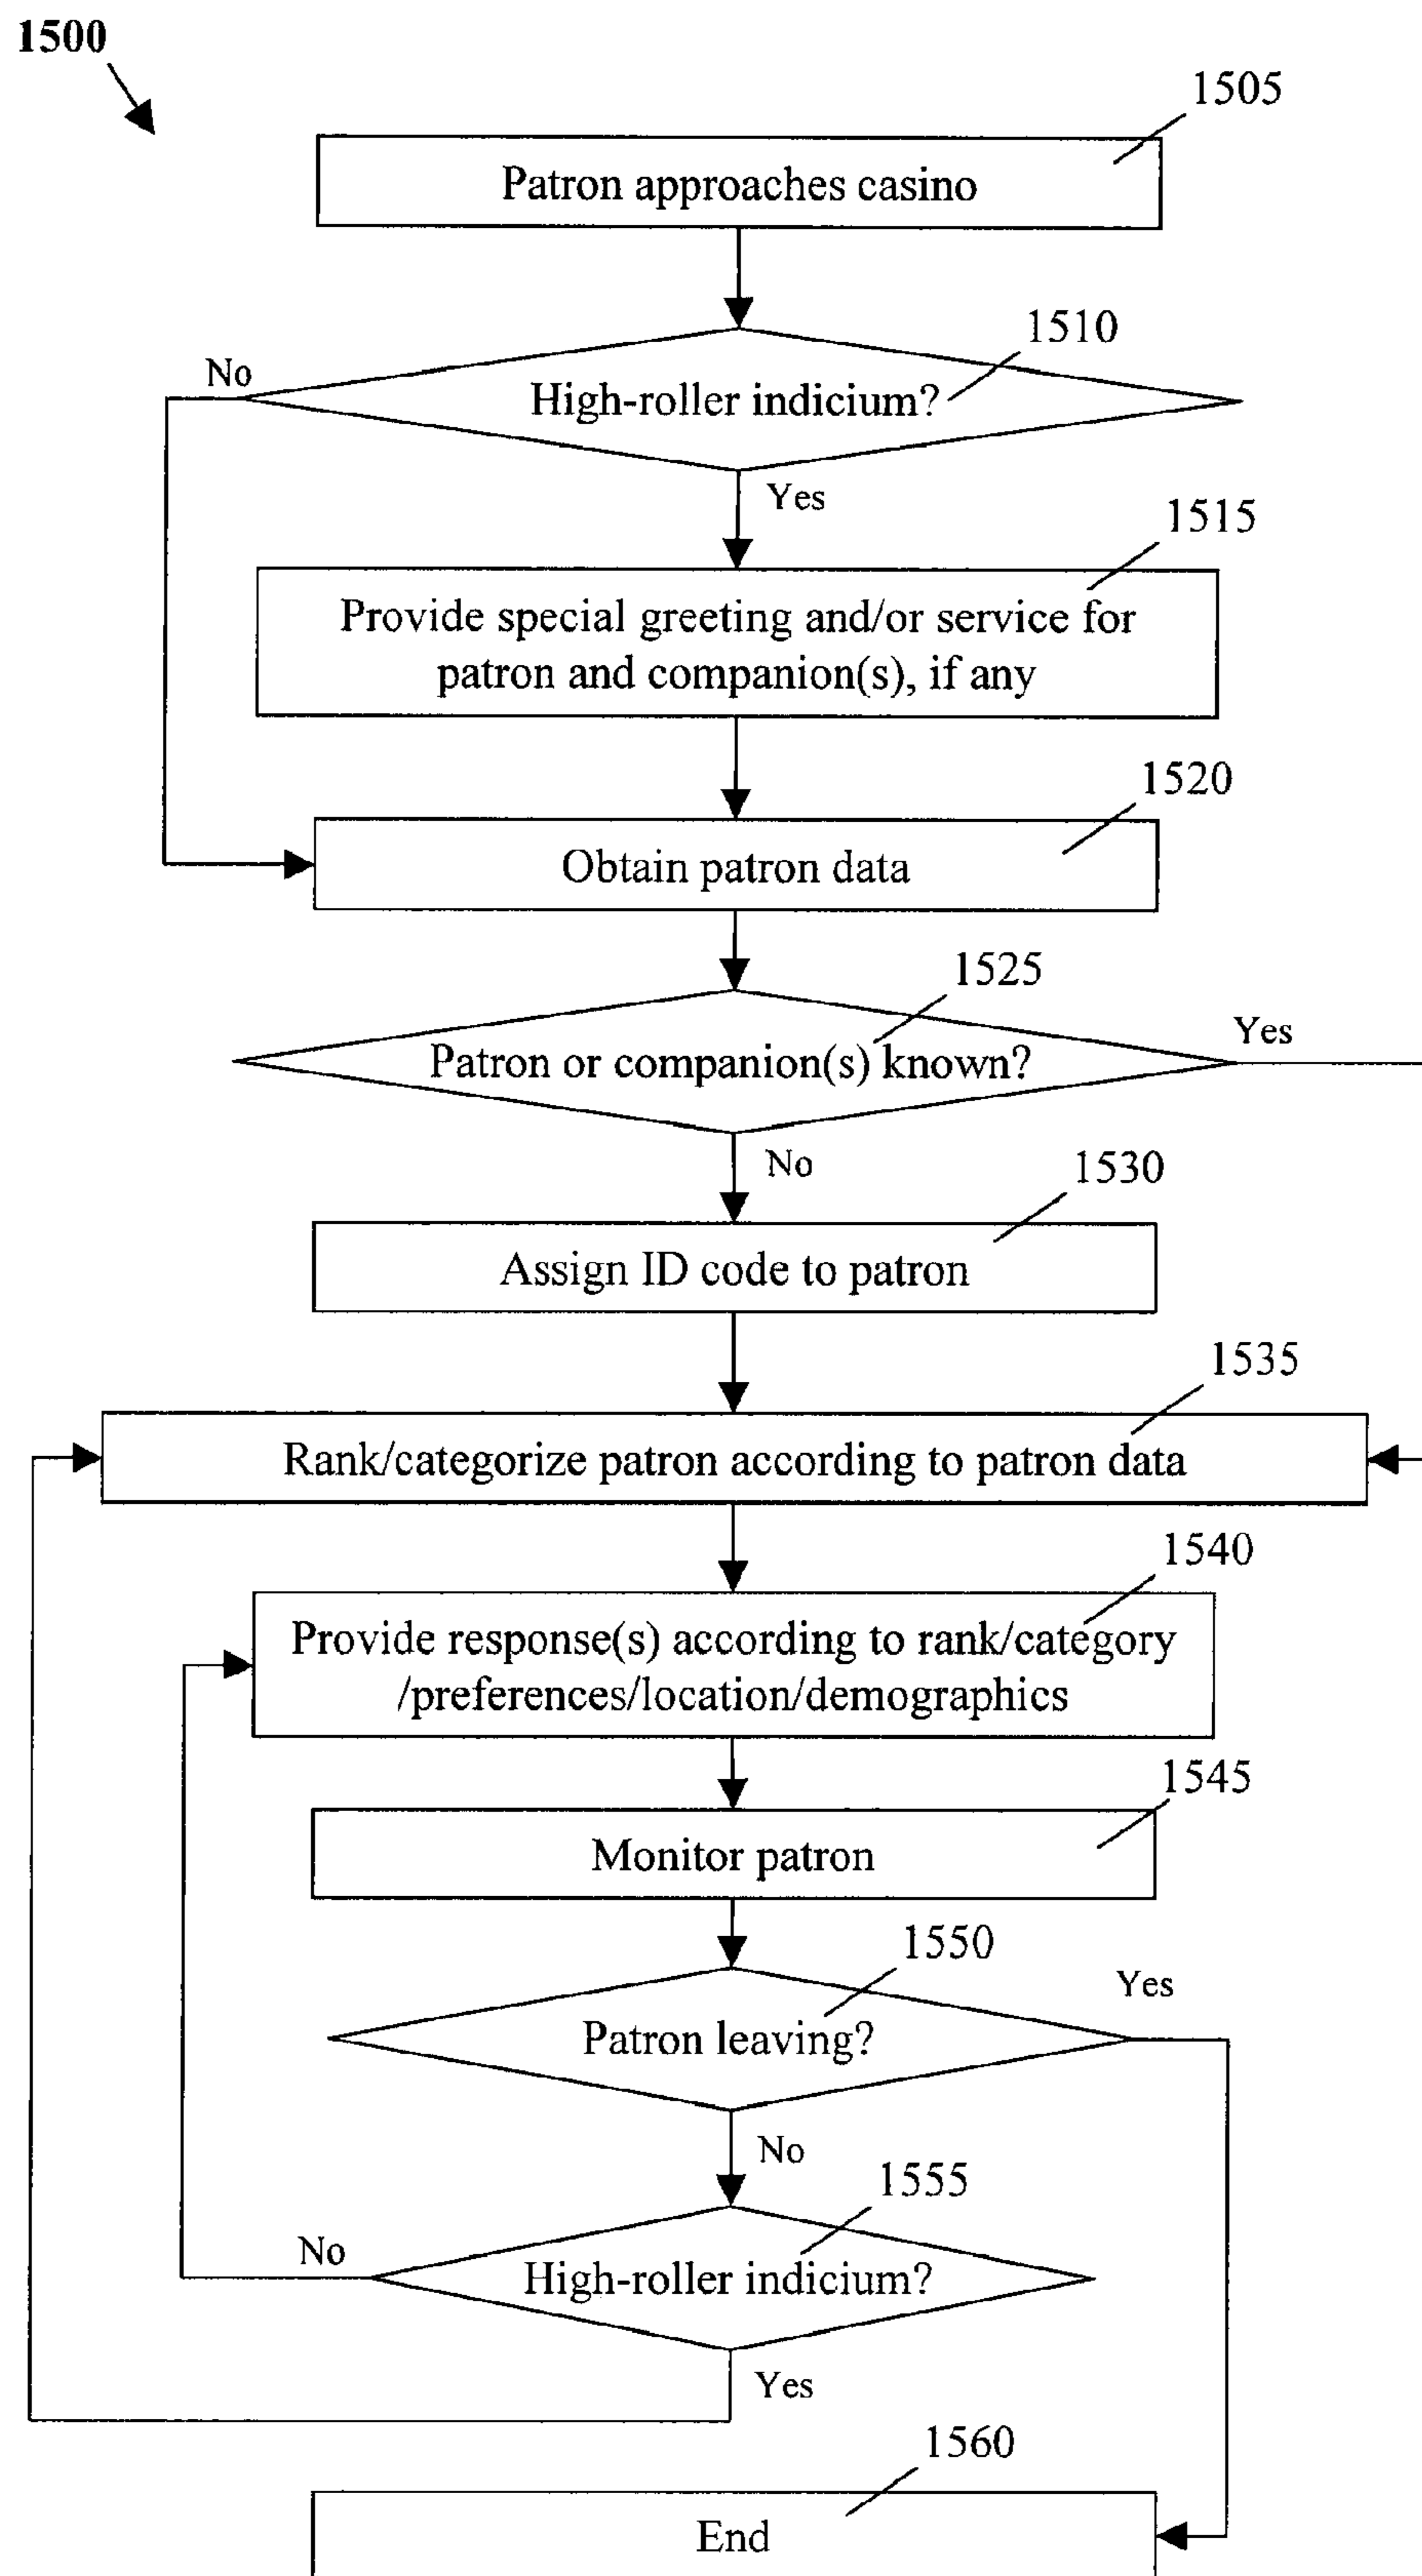 1500
1505
Patron approaches casino
1510
No
High-roller indicium?
Yes
1515
Provide special greeting and/or service for
patron and companion(s), if any
1520
Obtain patron data
1525
Yes
Patron or companion(s) known?
No
1530
Assign ID code to patron
1535
Rank/categorize patron according to patron data
1540
Provide response(s) according to rank/category
/preferences/location/demographics
1545
Monitor patron
1550
Yes
Patron leaving?
No
1555
No
High-roller indicium?
Yes
1560
End